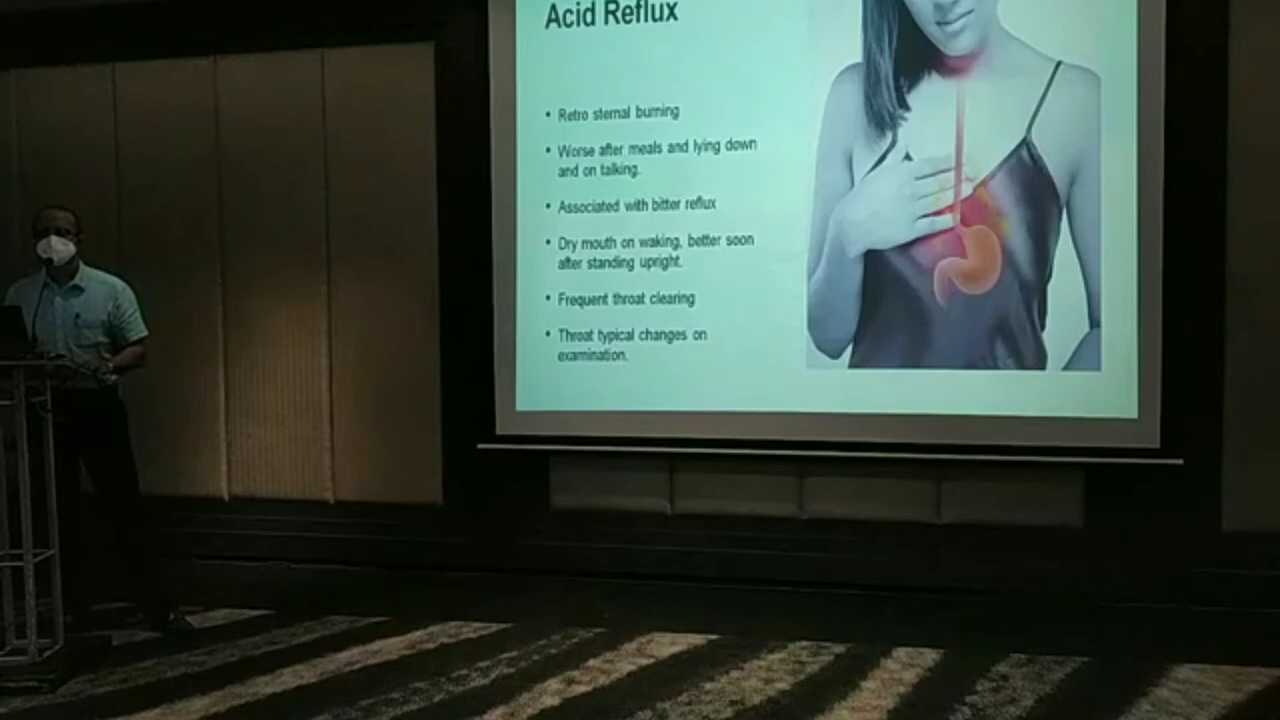 Acid Reflux
• Retro sternal burning
• Worse after meals and lying down
and on talking.
• Associated with bitter reflux
• Dry mouth on waking, better soon
after standing upright.
• Frequent throat clearing
• Throat typical changes on
examination.